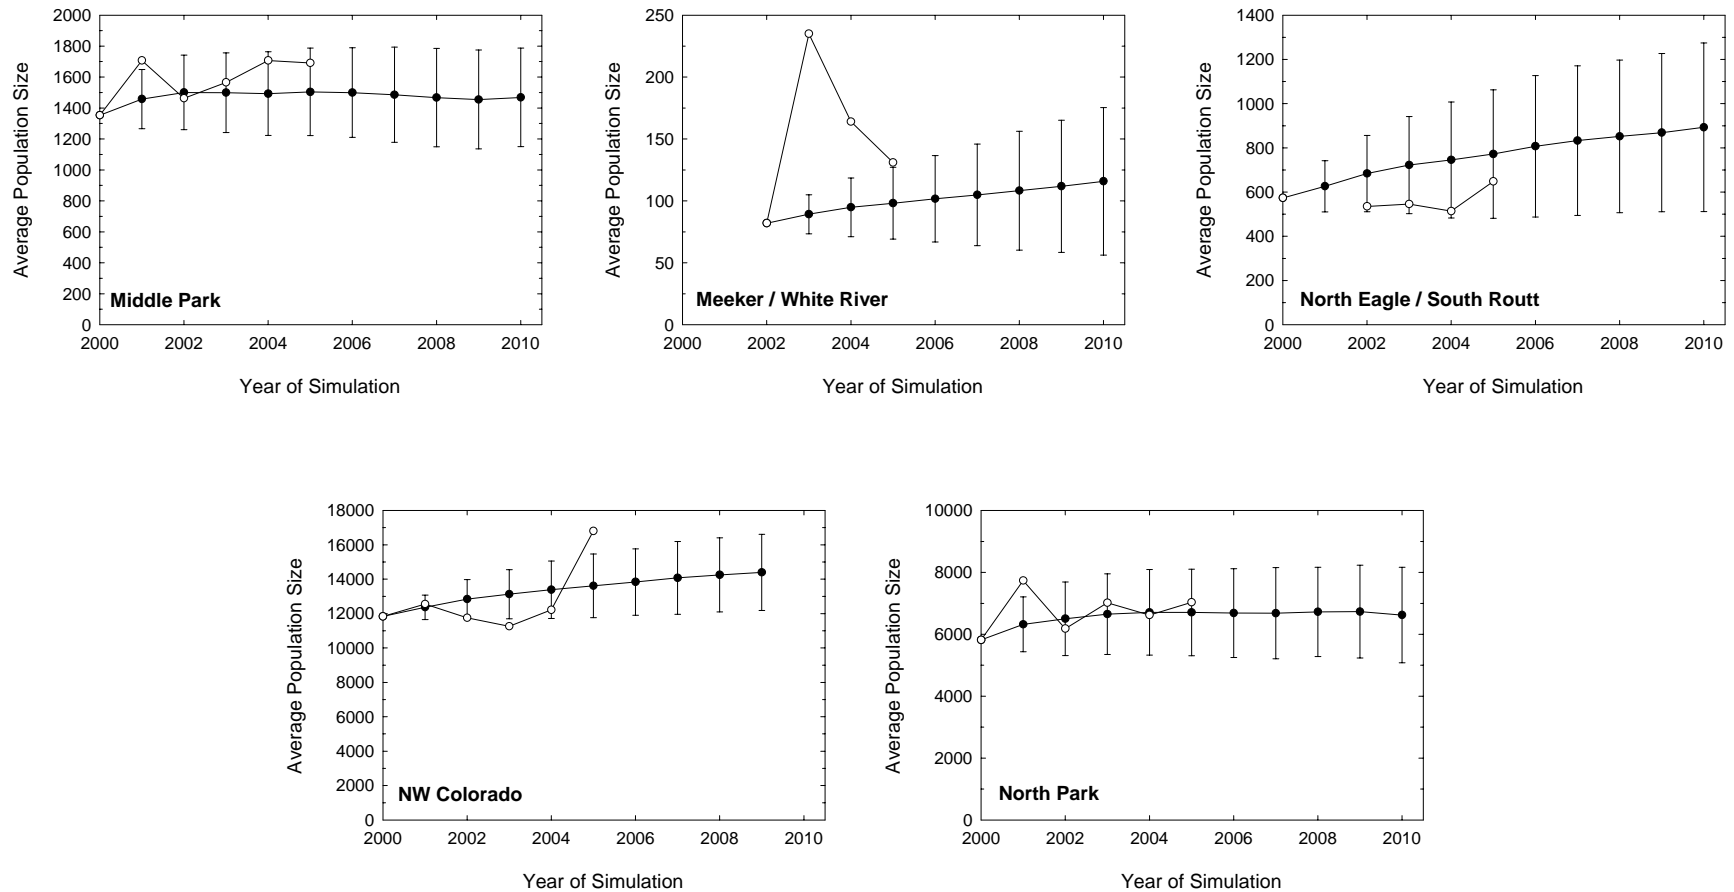 2000
1800
1600
1400
1200
1000
800
600
400
200
0
Average Population Size
Middle Park
2000 2002 2004 2006 2008 2010
Year of Simulation
250
200
150
100
50
0
Average Population Size
Meeker / White River
2000 2002 2004 2006 2008 2010
Year of Simulation
1400
1200
1000
800
600
400
200
0
Average Population Size
North Eagle / South Routt
2000 2002 2004 2006 2008 2010
Year of Simulation
18000
16000
14000
12000
10000
8000
6000
4000
2000
0
Average Population Size
NW Colorado
2000 2002 2004 2006 2008 2010
Year of Simulation
10000
8000
6000
4000
2000
0
Average Population Size
North Park
2000 2002 2004 2006 2008 2010
Year of Simulation